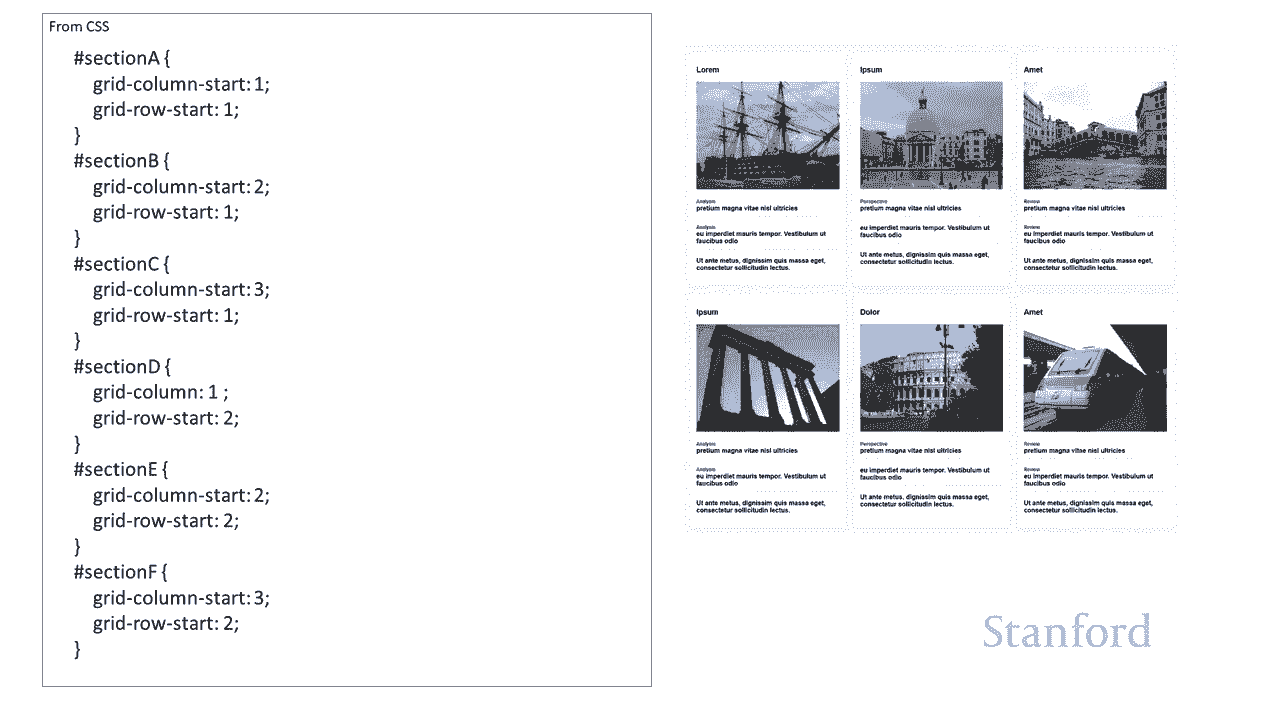 From CSS
#sectionA {
grid-column-start: 1;
grid-row-start: 1;
}
#sectionB {
grid-column-start: 2;
grid-row-start: 1;
}
#sectionC {
grid-column-start: 3;
grid-row-start: 1;
}
#sectionD {
grid-column: 1 ;
grid-row-start: 2;
}
#sectionE {
grid-column-start: 2;
grid-row-start: 2;
}
#sectionF {
grid-column-start: 3;
grid-row-start: 2;
}
Lorem
Analysis
pretium magna vitae nisl ultricies
Analysis
eu imperdiet mauris tempor. Vestibulum ut
faucibus odio
Ut ante metus, dignissim quis massa eget,
consectetur sollicitudin lectus.
Ipsum
Perspective
pretium magna vitae nisl ultricies
eu imperdiet mauris tempor. Vestibulum ut
faucibus odio
Ut ante metus, dignissim quis massa eget,
consectetur sollicitudin lectus.
Amet
Review
pretium magna vitae nisl ultricies
Review
eu imperdiet mauris tempor. Vestibulum ut
faucibus odio
Ut ante metus, dignissim quis massa eget,
consectetur sollicitudin lectus.
Ipsum
Analysis
pretium magna vitae nisl ultricies
Analysis
eu imperdiet mauris tempor. Vestibulum ut
faucibus odio
Ut ante metus, dignissim quis massa eget,
consectetur sollicitudin lectus.
Dolor
Perspective
pretium magna vitae nisl ultricies
eu imperdiet mauris tempor. Vestibulum ut
faucibus odio
Ut ante metus, dignissim quis massa eget,
consectetur sollicitudin lectus.
Amet
Review
pretium magna vitae nisl ultricies
Review
eu imperdiet mauris tempor. Vestibulum ut
faucibus odio
Ut ante metus, dignissim quis massa eget,
consectetur sollicitudin lectus.
Stanford